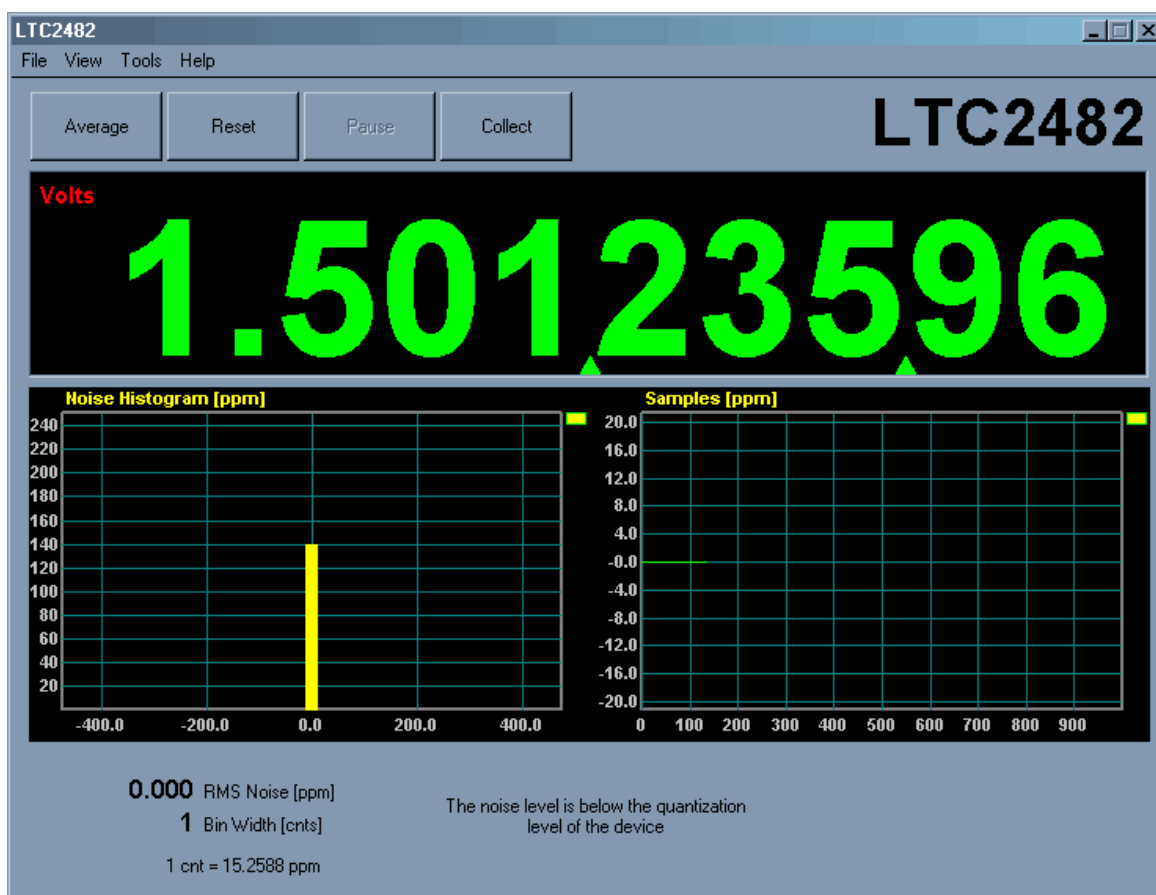 LTC2482
File View Tools Help
Average Reset Pause Collect
LTC2482
Volts
1.50123596
Noise Histogram [ppm]
240
220
200
180
160
140
120
100
80
60
40
20
-400.0 -200.0 0.0 200.0 400.0
Samples [ppm]
20.0
16.0
12.0
8.0
4.0
-0.0
-4.0
-8.0
-12.0
-16.0
-20.0
0 100 200 300 400 500 600 700 800 900
0.000 RMS Noise [ppm]
1 Bin Width [cnts]
1 cnt = 15.2588 ppm
The noise level is below the quantization
level of the device